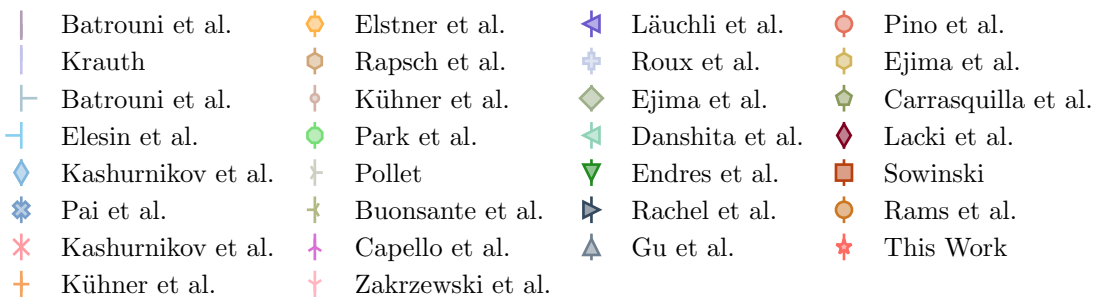 Batrouni et al.
Krauth
Batrouni et al.
Elesin et al.
Kashurnikov et al.
Pai et al.
Kashurnikov et al.
Kühner et al.
Elstner et al.
Rapsch et al.
Kühner et al.
Park et al.
Pollet
Buonsante et al.
Capello et al.
Zakrzewski et al.
Läuchli et al.
Roux et al.
Ejima et al.
Danshita et al.
Endres et al.
Rachel et al.
Gu et al.
Pino et al.
Ejima et al.
Carrasquilla et al.
Lacki et al.
Sowinski
Rams et al.
This Work